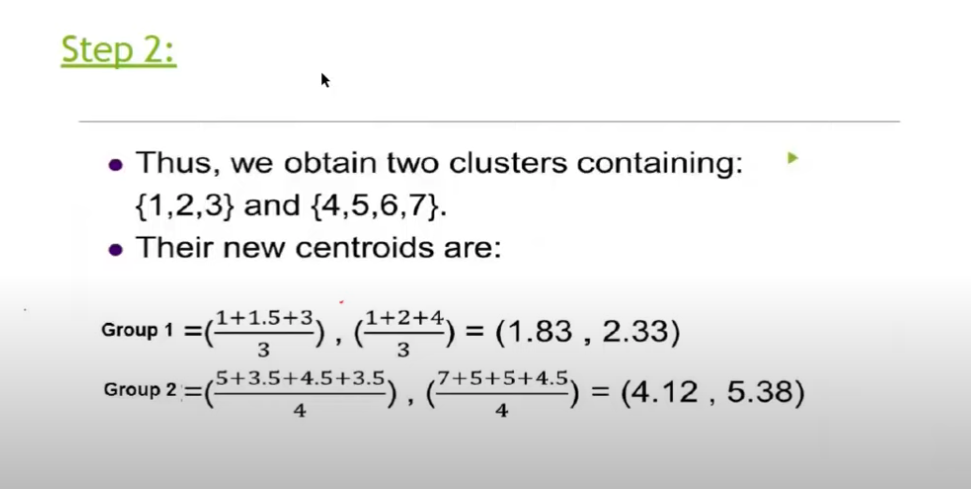 Step 2:
• Thus, we obtain two clusters containing:
{1,2,3} and {4,5,6,7}.
• Their new centroids are:
Group 1 =(\frac{1+1.5+3}{3}) , (\frac{1+2+4}{3}) = (1.83 , 2.33)
Group 2 =(\frac{5+3.5+4.5+3.5}{4}) , (\frac{7+5+5+4.5}{4}) = (4.12 , 5.38)